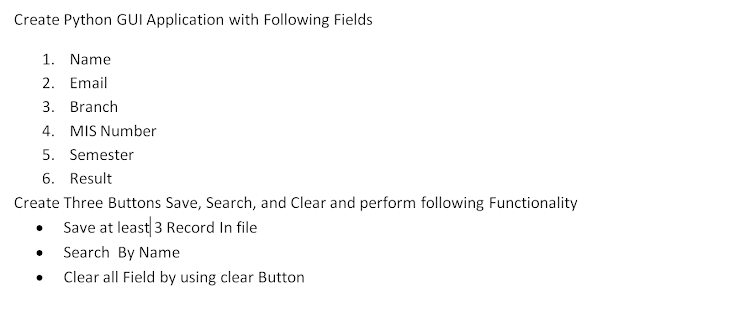 Create Python GUI Application with Following Fields
1. Name
2. Email
3. Branch
4. MIS Number
5. Semester
6. Result
Create Three Buttons Save, Search, and Clear and perform following Functionality
• Save at least 3 Record In file
• Search By Name
• Clear all Field by using clear Button